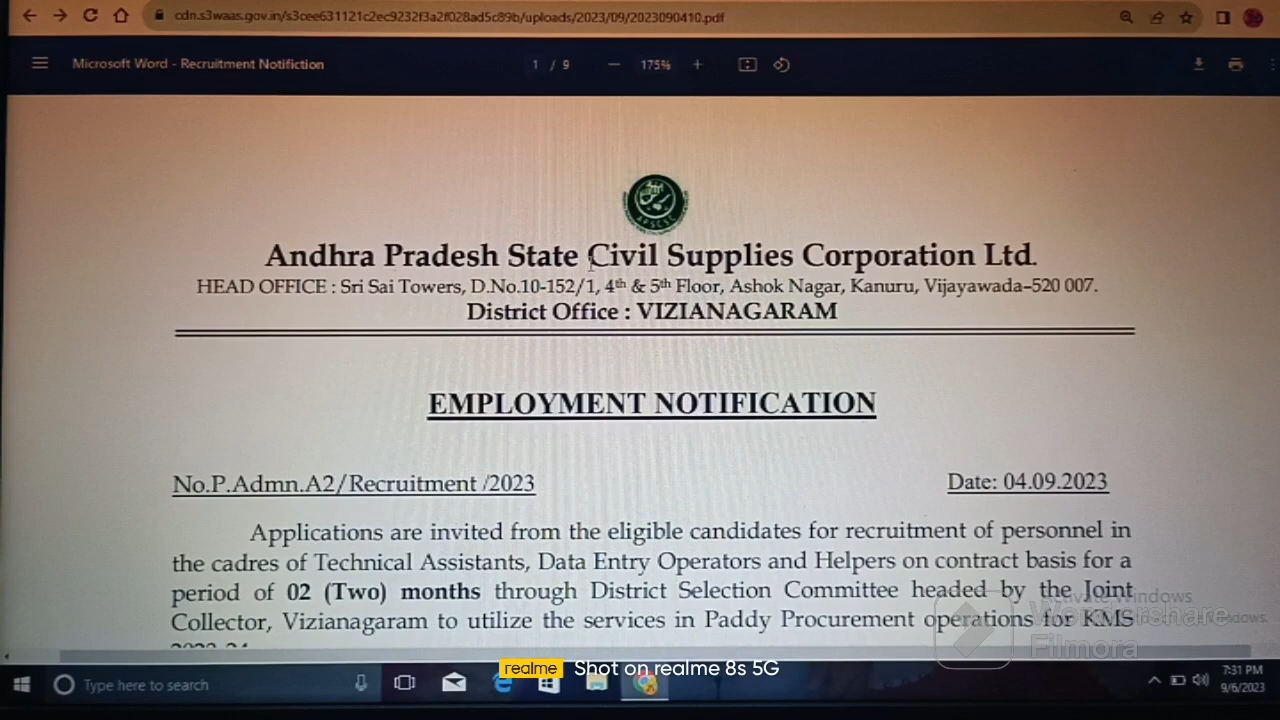 cdn.s3waas.gov.in/s3cee631121c2ec9232f3a2f028ad5c89b/uploads/2023/09/2023090410.pdf
Microsoft Word - Recruitment Notifiction
1 / 9
175%
APSCSC
Andhra Pradesh State Civil Supplies Corporation Ltd.
HEAD OFFICE : Sri Sai Towers, D.No.10-152/1, 4th & 5th Floor, Ashok Nagar, Kanuru, Vijayawada–520 007.
District Office : VIZIANAGARAM
EMPLOYMENT NOTIFICATION
No.P.Admn.A2/Recruitment /2023
Date: 04.09.2023
Applications are invited from the eligible candidates for recruitment of personnel in
the cadres of Technical Assistants, Data Entry Operators and Helpers on contract basis for a
period of 02 (Two) months through District Selection Committee headed by the Joint
Collector, Vizianagaram to utilize the services in Paddy Procurement operations for KMS
Activate Windows
Wondershare
Filmora
realme Shot on realme 8s 5G
Type here to search
7:31 PM
9/6/2023